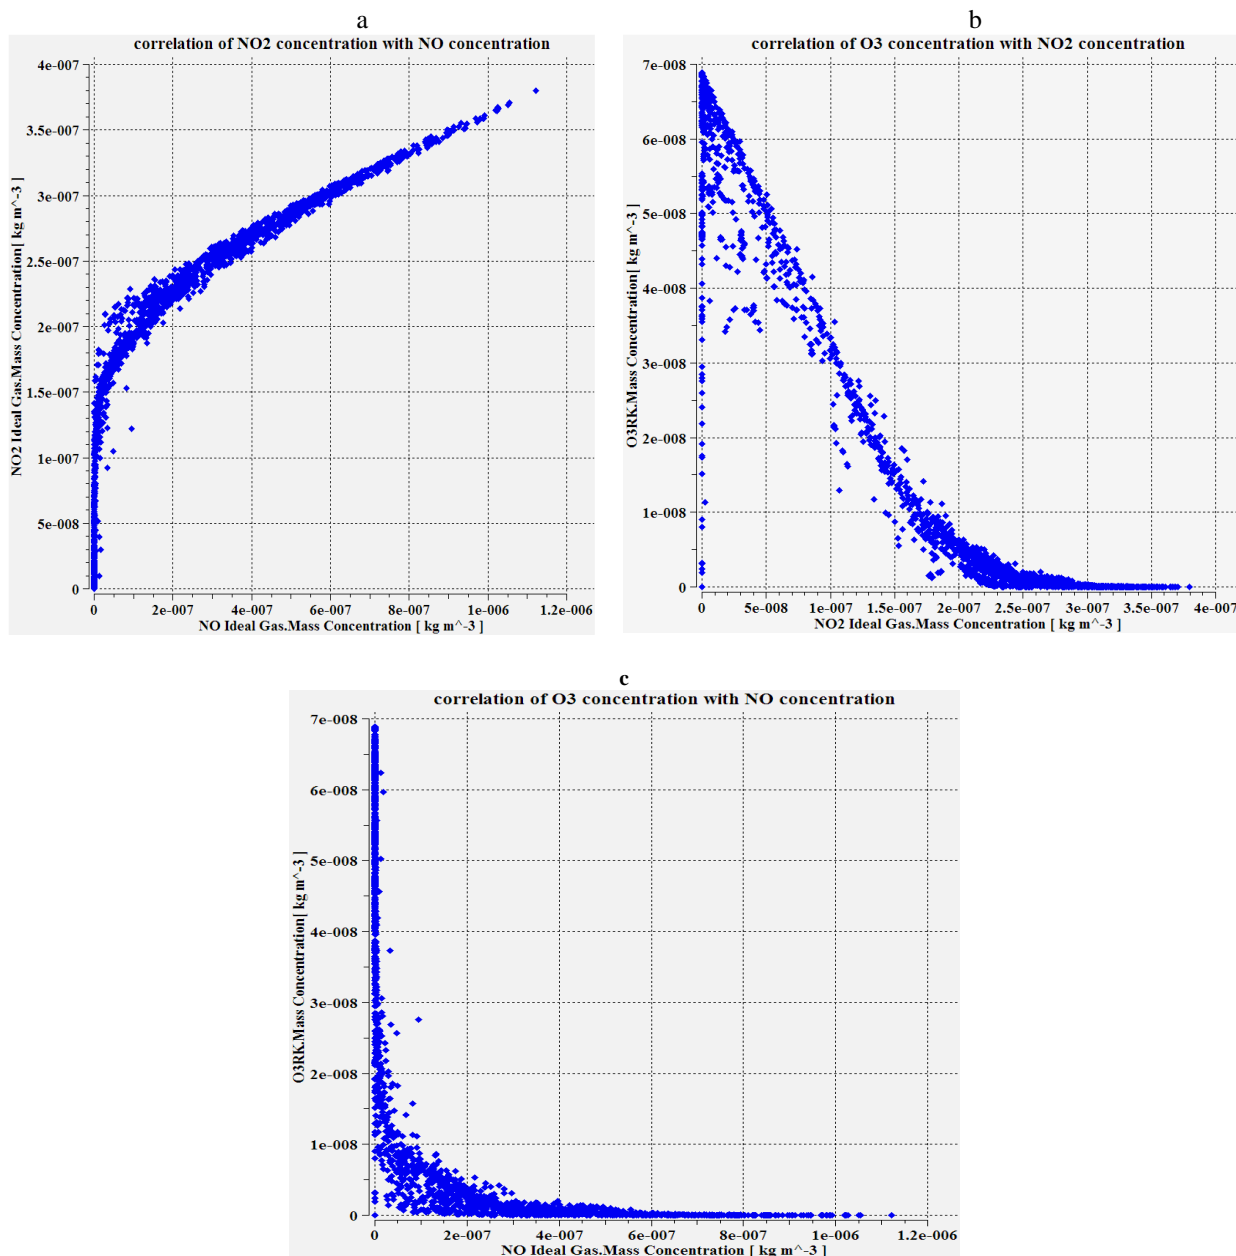 a
correlation of NO2 concentration with NO concentration
NO2 Ideal Gas.Mass Concentration[ kg m^-3 ]
4e-007
3.5e-007
3e-007
2.5e-007
2e-007
1.5e-007
1e-007
5e-008
0
0
2e-007
4e-007
6e-007
8e-007
1e-006
1.2e-006
NO Ideal Gas.Mass Concentration [ kg m^-3 ]
b
correlation of O3 concentration with NO2 concentration
O3RK.Mass Concentration[ kg m^-3 ]
7e-008
6e-008
5e-008
4e-008
3e-008
2e-008
1e-008
0
0
5e-008
1e-007
1.5e-007
2e-007
2.5e-007
3e-007
3.5e-007
4e-007
NO2 Ideal Gas.Mass Concentration [ kg m^-3 ]
c
correlation of O3 concentration with NO concentration
O3RK.Mass Concentration[ kg m^-3 ]
7e-008
6e-008
5e-008
4e-008
3e-008
2e-008
1e-008
0
0
2e-007
4e-007
6e-007
8e-007
1e-006
1.2e-006
NO Ideal Gas.Mass Concentration [ kg m^-3 ]